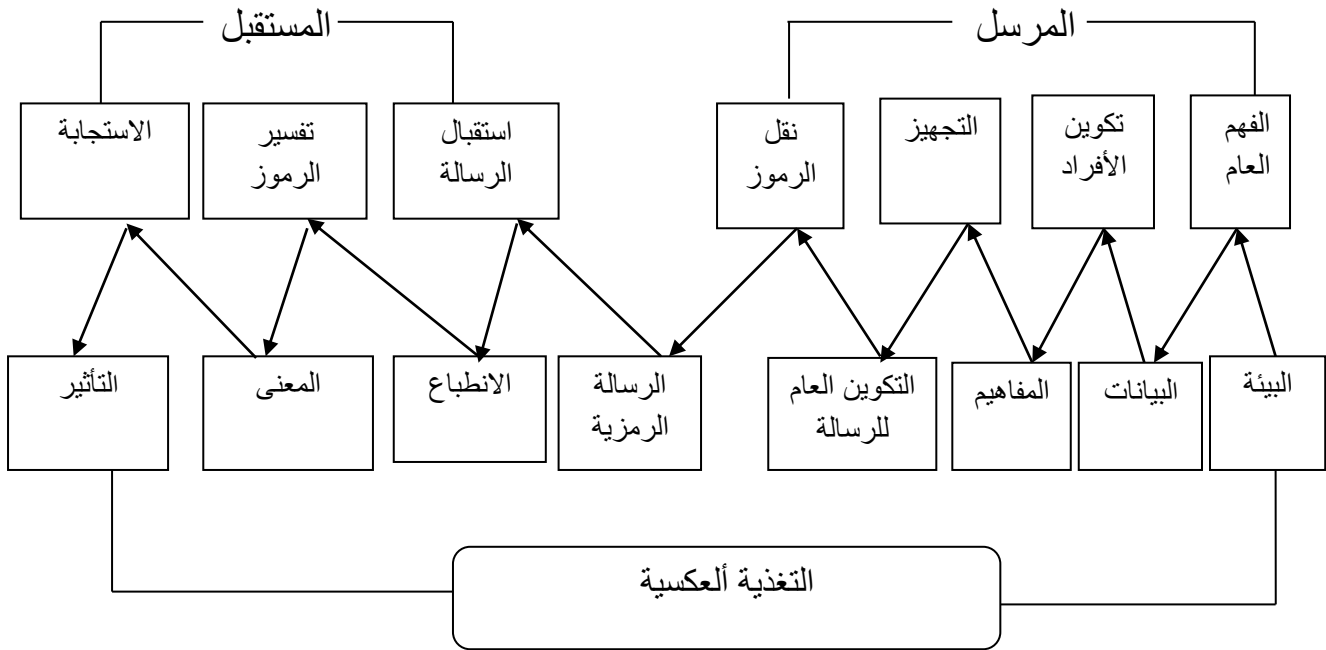 المرسل
المستقبل
الفهم
العام
تكوين
الأفراد
التجهيز
نقل
الرموز
استقبال
الرسالة
تفسير
الرموز
الاستجابة
البيئة
البيانات
المفاهيم
التكوين العام
للرسالة
الرسالة
الرمزية
الانطباع
المعنى
التأثير
التغذية ألعكسية